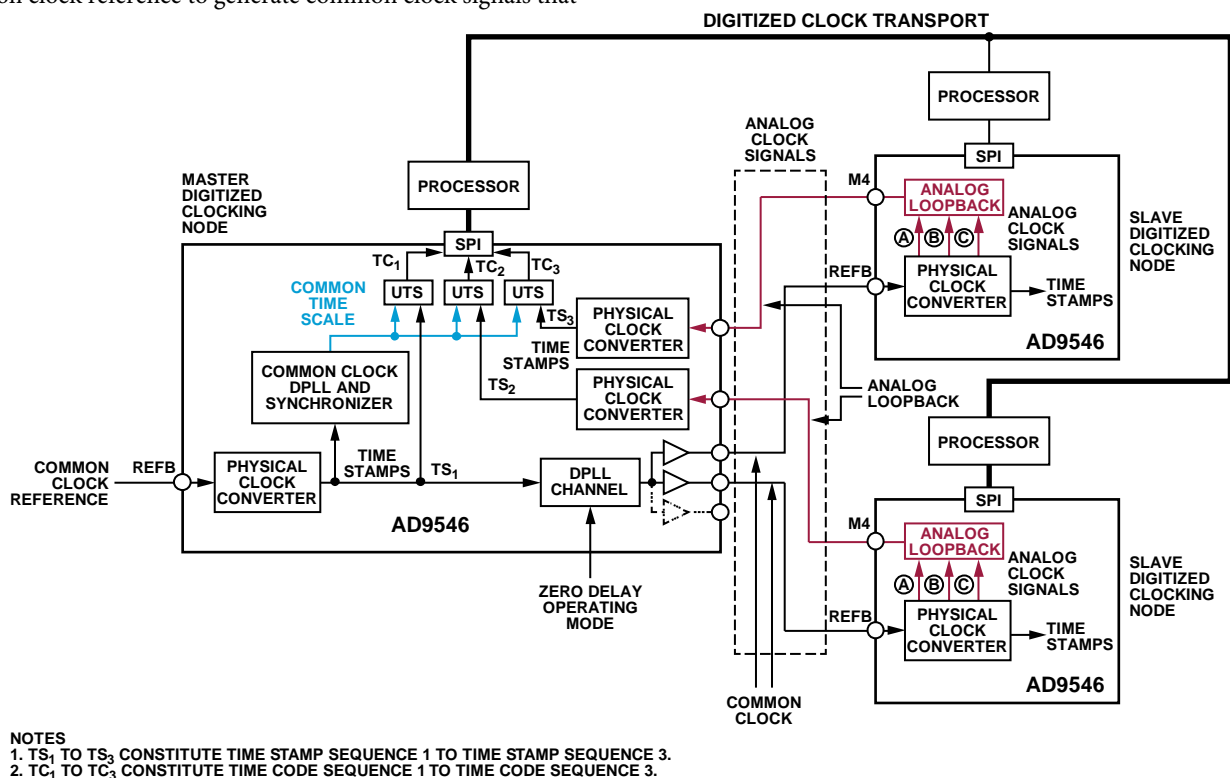 on clock reference to generate common clock signals that
DIGITIZED CLOCK TRANSPORT
PROCESSOR
ANALOG
CLOCK
SIGNALS
SPI
MASTER
DIGITIZED
CLOCKING
NODE
PROCESSOR
M4
ANALOG
LOOPBACK
ANALOG
CLOCK
SIGNALS
SLAVE
DIGITIZED
CLOCKING
NODE
SPI
TC1
TC2
TC3
A
B
C
REFB
COMMON
TIME
SCALE
UTS
UTS
UTS
PHYSICAL
CLOCK
CONVERTER
TIME
STAMPS
AD9546
TS3
PHYSICAL
CLOCK
CONVERTER
TIME
STAMPS
COMMON CLOCK
DPLL AND
SYNCHRONIZER
TS2
PHYSICAL
CLOCK
CONVERTER
ANALOG
LOOPBACK
PROCESSOR
COMMON
CLOCK
REFERENCE
REFB
PHYSICAL
CLOCK
CONVERTER
TIME
STAMPS
TS1
DPLL
CHANNEL
AD9546
SPI
M4
ANALOG
LOOPBACK
ANALOG
CLOCK
SIGNALS
SLAVE
DIGITIZED
CLOCKING
NODE
A
B
C
ZERO DELAY
OPERATING
MODE
REFB
PHYSICAL
CLOCK
CONVERTER
TIME
STAMPS
AD9546
COMMON
CLOCK
NOTES
1. TS1 TO TS3 CONSTITUTE TIME STAMP SEQUENCE 1 TO TIME STAMP SEQUENCE 3.
2. TC1 TO TC3 CONSTITUTE TIME CODE SEQUENCE 1 TO TIME CODE SEQUENCE 3.